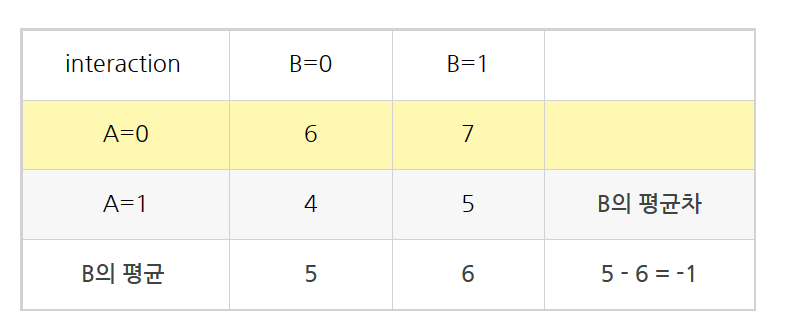 interaction B=0 B=1
A=0 6 7
A=1 4 5 B의 평균차
B의 평균 5 6 5 - 6 = -1